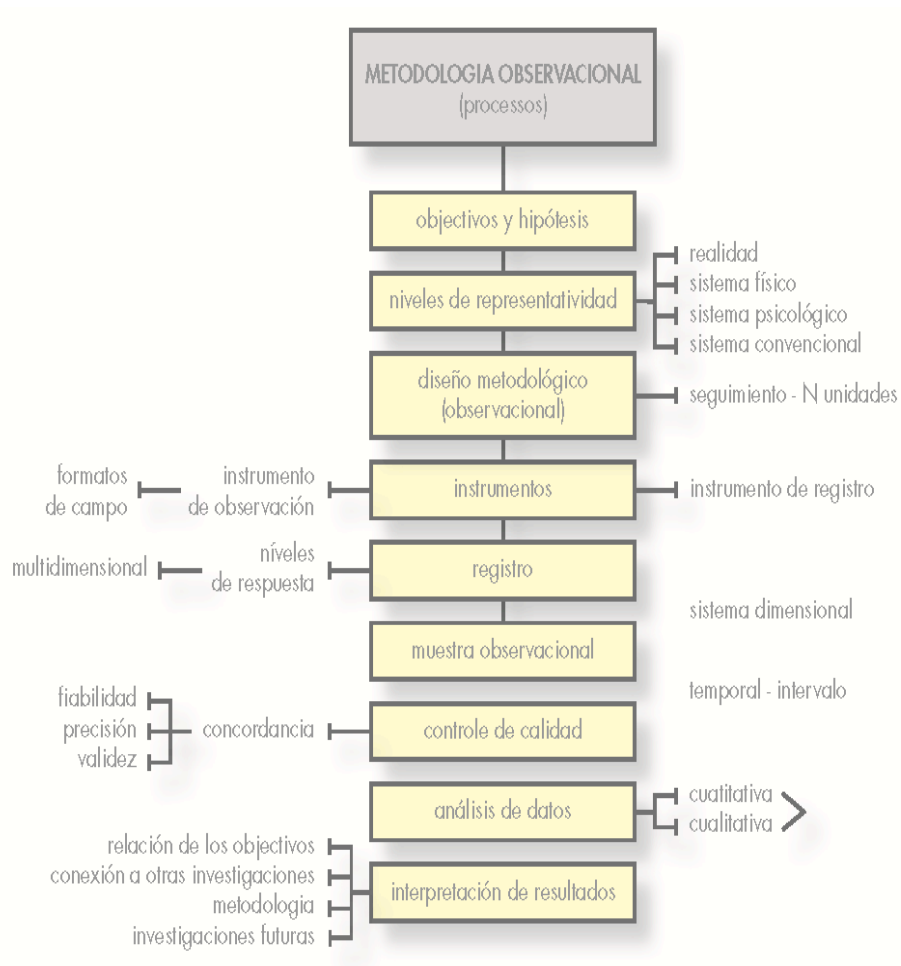 METODOLOGIA OBSERVACIONAL
(processos)
objectivos y hipótesis
niveles de representatividad
realidad
sistema físico
sistema psicológico
sistema convencional
diseño metodológico
(observacional)
seguimiento - N unidades
formatos
de campo
instrumento
de observación
instrumentos
instrumento de registro
multidimensional
níveles
de respuesta
registro
sistema dimensional
muestra observacional
temporal - intervalo
fiabilidad
precisión
validez
concordancia
controle de calidad
análisis de datos
cuatitativa
cualitativa
relación de los objectivos
conexión a otras investigaciones
metodologia
investigaciones futuras
interpretación de resultados